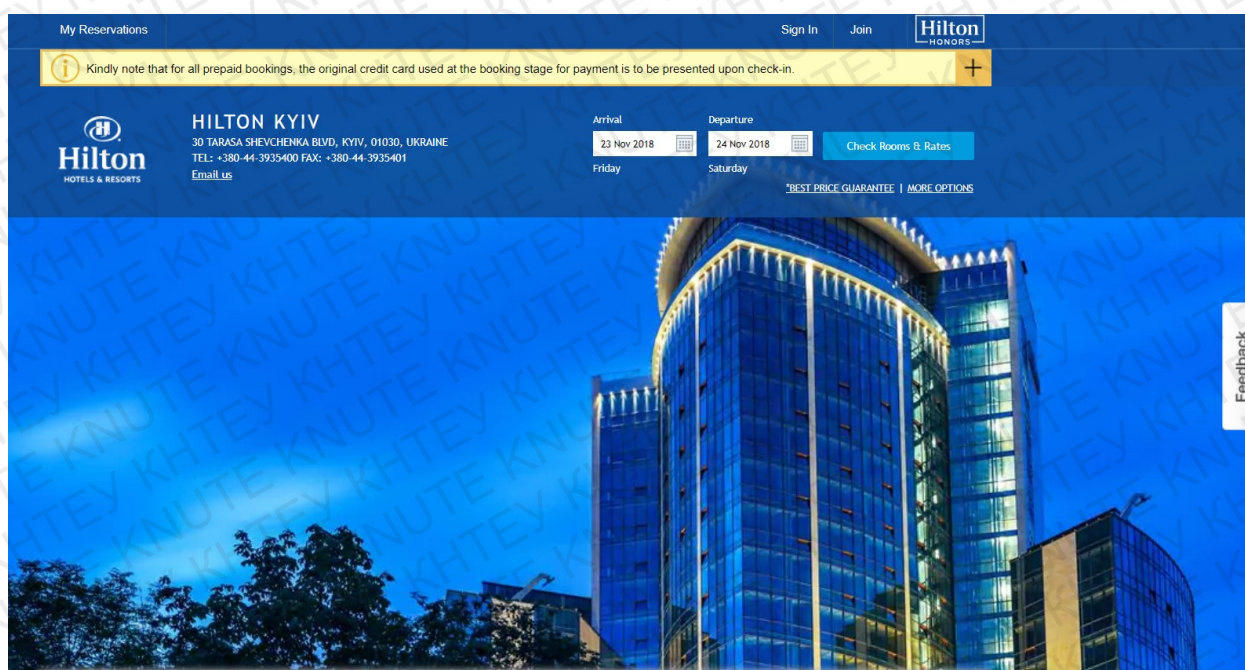 My Reservations
Sign In
Join
Hilton
HONORS
Kindly note that for all prepaid bookings, the original credit card used at the booking stage for payment is to be presented upon check-in.
+
Hilton
HOTELS & RESORTS
HILTON KYIV
30 TARASA SHEVCHENKA BLVD, KYIV, 01030, UKRAINE
TEL: +380-44-3935400 FAX: +380-44-3935401
Email us
Arrival
Departure
23 Nov 2018
24 Nov 2018
Check Rooms & Rates
Friday
Saturday
*BEST PRICE GUARANTEE | MORE OPTIONS
Feedback
KNUTE KHTEY KNUTE KHTEY